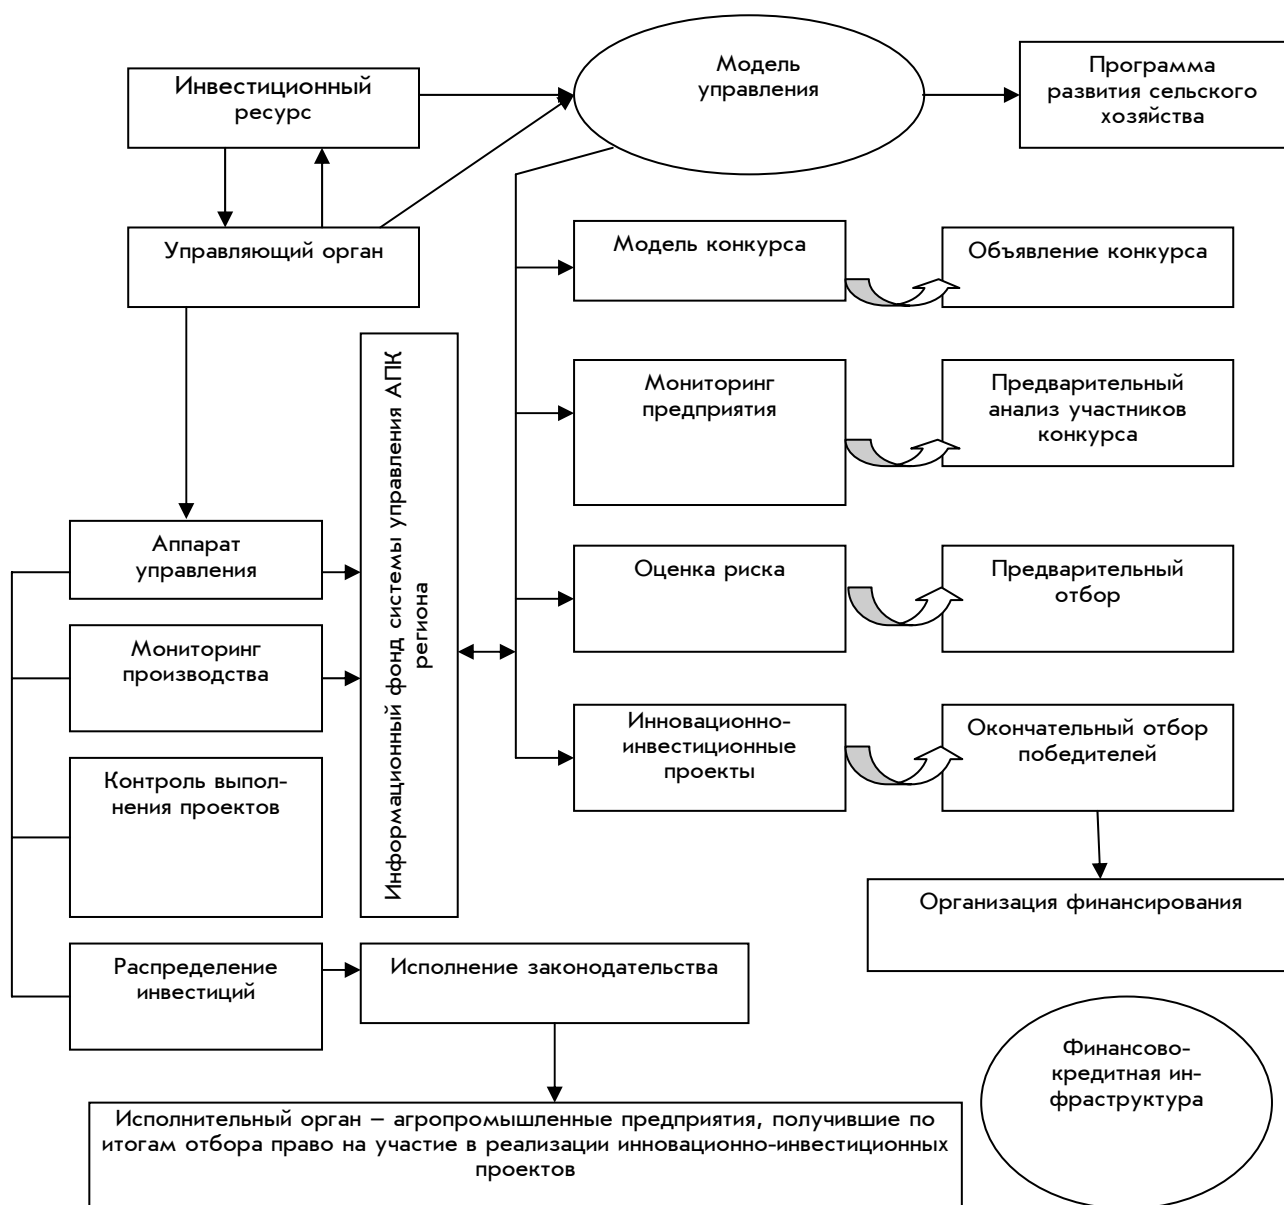 Инвестиционный
ресурс
Модель
управления
Программа
развития сельского
хозяйства
Управляющий орган
Модель конкурса
Объявление конкурса
Мониторинг
предприятия
Предварительный
анализ участников
конкурса
Информационный фонд системы управления АПК
региона
Аппарат
управления
Оценка риска
Предварительный
отбор
Мониторинг
производства
Инновационно-
инвестиционные
проекты
Окончательный отбор
победителей
Контроль выпол-
нения проектов
Организация финансирования
Распределение
инвестиций
Исполнение законодательства
Финансово-
кредитная ин-
фраструктура
Исполнительный орган – агропромышленные предприятия, получившие по
итогам отбора право на участие в реализации инновационно-инвестиционных
проектов